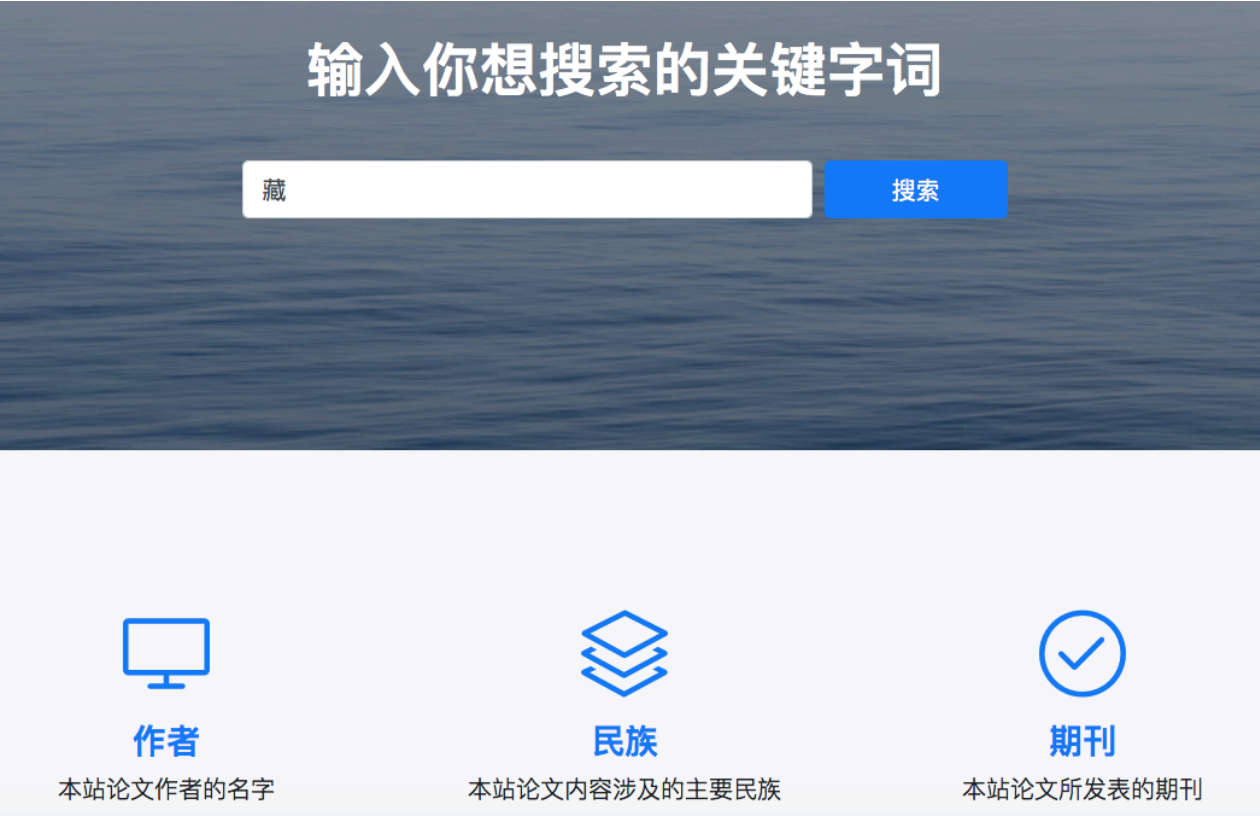 输入你想搜索的关键字词
藏
搜索
作者
本站论文作者的名字
民族
本站论文内容涉及的主要民族
期刊
本站论文所发表的期刊